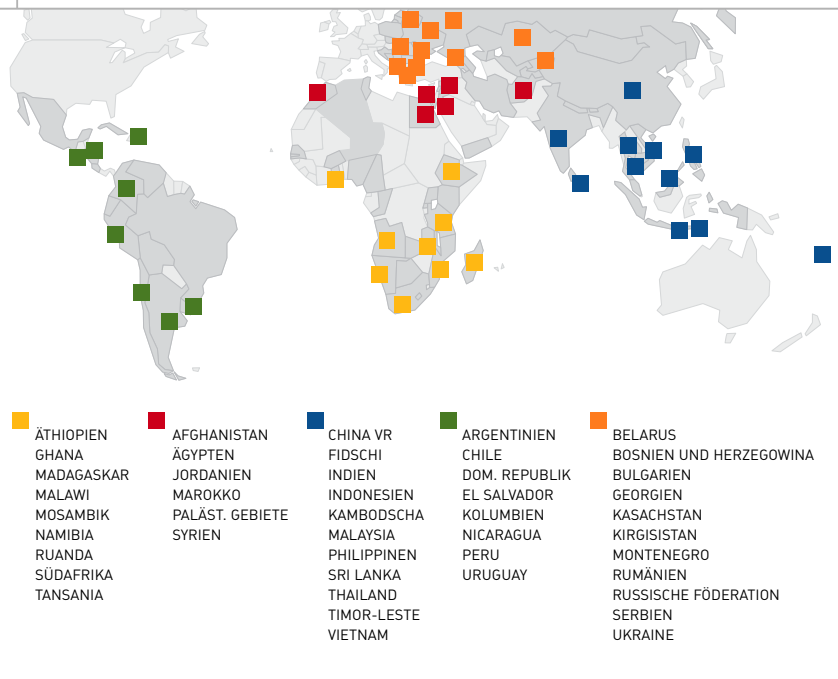 ÄTHIOPIEN
GHANA
MADAGASKAR
MALAWI
MOSAMBIK
NAMIBIA
RUANDA
SÜDAFRIKA
TANSANIA
AFGHANISTAN
ÄGYPTEN
JORDANIEN
MAROKKO
PALÄST. GEBIETE
SYRIEN
CHINA VR
FIDSCHI
INDIEN
INDONESIEN
KAMBODSCHA
MALAYSIA
PHILIPPINEN
SRI LANKA
THAILAND
TIMOR-LESTE
VIETNAM
ARGENTINIEN
CHILE
DOM. REPUBLIK
EL SALVADOR
KOLUMBIEN
NICARAGUA
PERU
URUGUAY
BELARUS
BOSNIEN UND HERZEGOWINA
BULGARIEN
GEORGIEN
KASACHSTAN
KIRGISISTAN
MONTENEGRO
RUMÄNIEN
RUSSISCHE FÖDERATION
SERBIEN
UKRAINE